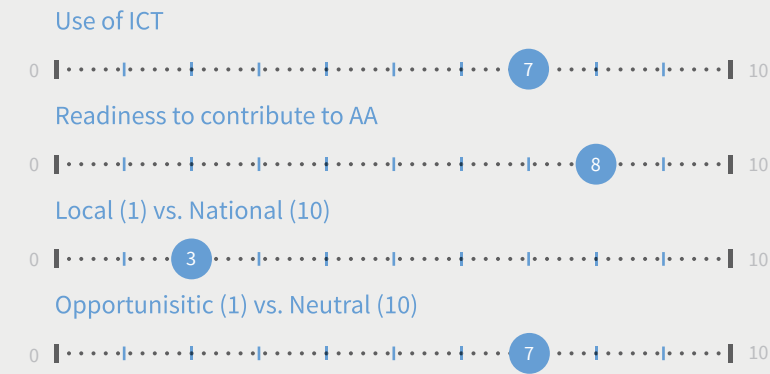 Use of ICT
0 7 10
Readiness to contribute to AA
0 8 10
Local (1) vs. National (10)
0 3 10
Opportunisitic (1) vs. Neutral (10)
0 7 10